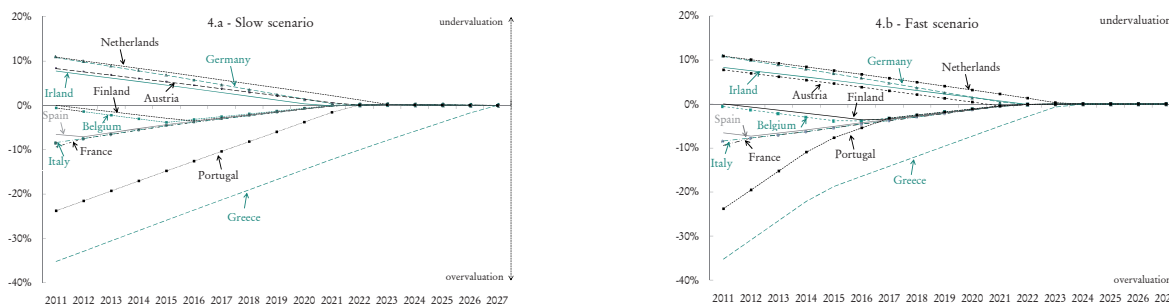 4.a - Slow scenario
20%
10%
0%
-10%
-20%
-30%
-40%
undervaluation
overvaluation
Netherlands
Germany
Irland
Finland
Austria
Spain
Belgium
Italy
France
Portugal
Greece
2011 2012 2013 2014 2015 2016 2017 2018 2019 2020 2021 2022 2023 2024 2025 2026 2027
4.b - Fast scenario
20%
10%
0%
-10%
-20%
-30%
-40%
undervaluation
overvaluation
Germany
Netherlands
Irland
Austria
Finland
Spain
Belgium
Italy
France
Portugal
Greece
2011 2012 2013 2014 2015 2016 2017 2018 2019 2020 2021 2022 2023 2024 2025 2026